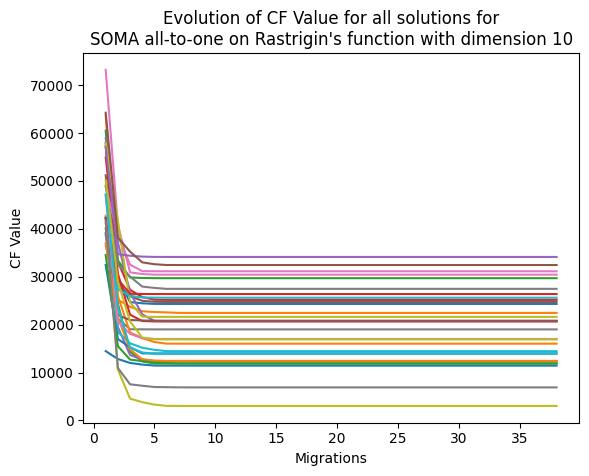 Evolution of CF Value for all solutions for
SOMA all-to-one on Rastrigin's function with dimension 10
CF Value
70000
60000
50000
40000
30000
20000
10000
0
0 5 10 15 20 25 30 35
Migrations